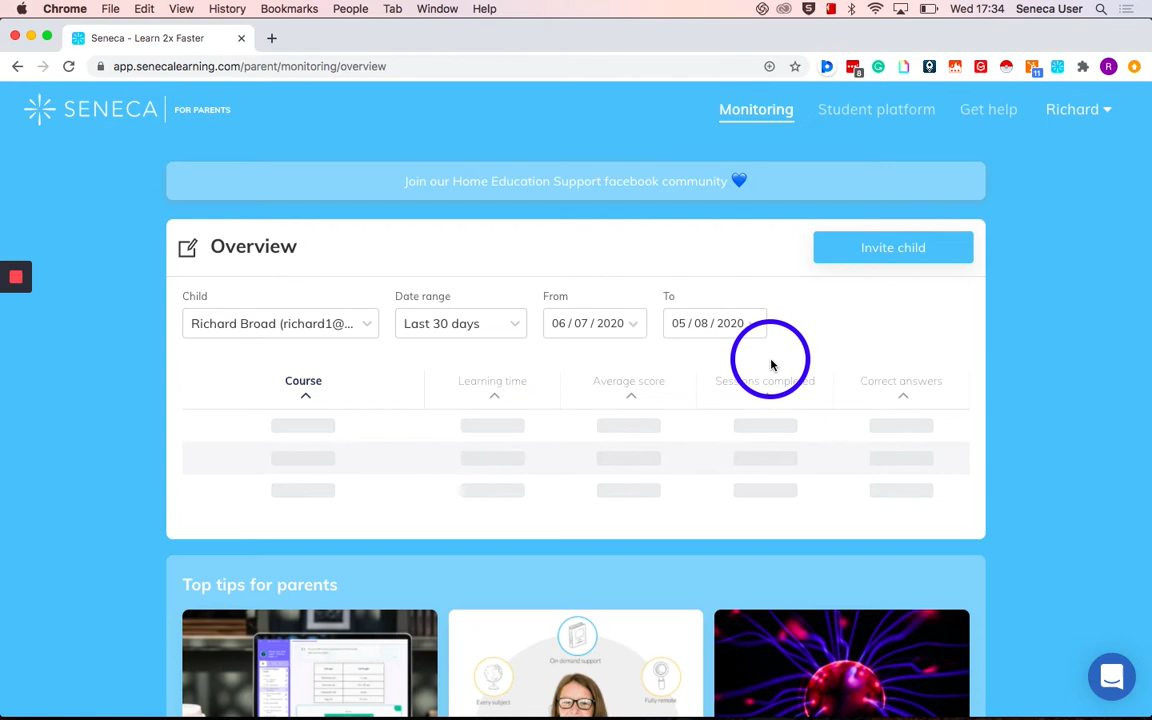 Chrome File Edit View History Bookmarks People Tab Window Help Wed 17:34 Seneca User
Seneca - Learn 2x Faster
app.senecalearning.com/parent/monitoring/overview
8
11
R
SENECA FOR PARENTS
Monitoring Student platform Get help Richard
Join our Home Education Support facebook community 💙
Overview
Invite child
Child Date range From To
Richard Broad (richard1@... Last 30 days 06 / 07 / 2020 05 / 08 / 2020
Course Learning time Average score Sessions completed Correct answers
Top tips for parents
On-demand support
Every subject
Fully remote